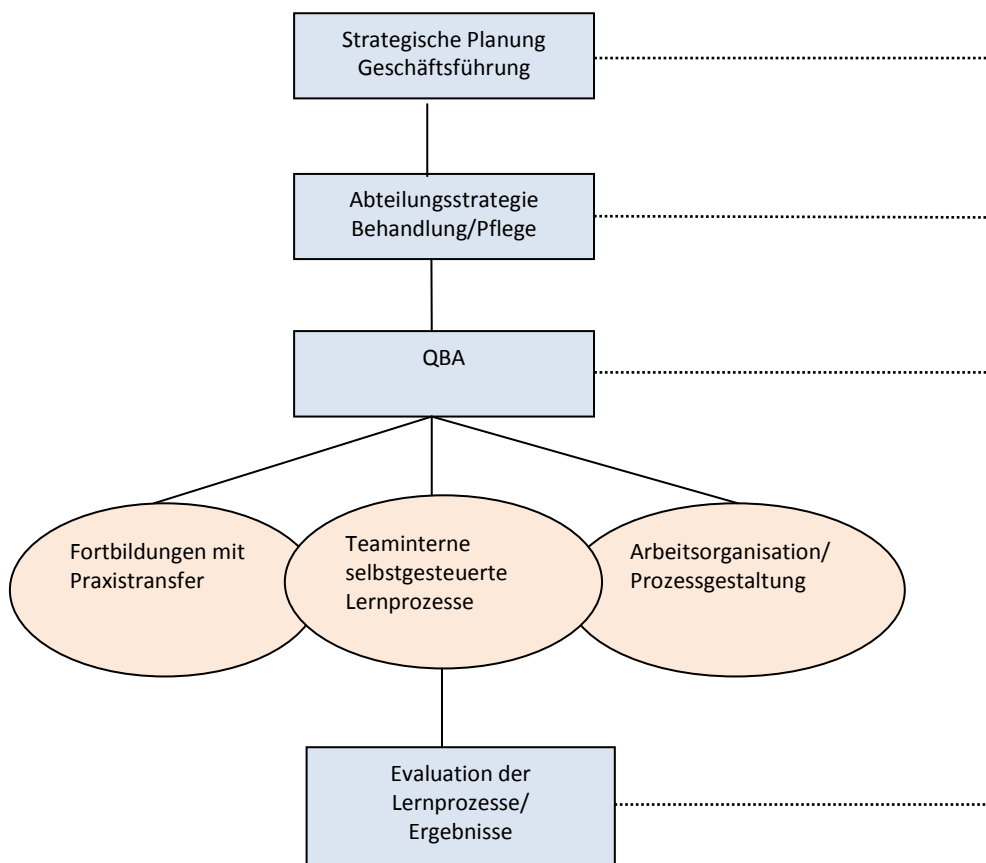 Strategische Planung
Geschäftsführung
Abteilungsstrategie
Behandlung/Pflege
QBA
Fortbildungen mit
Praxistransfer
Teaminterne
selbstgesteuerte
Lernprozesse
Arbeitsorganisation/
Prozessgestaltung
Evaluation der
Lernprozesse/
Ergebnisse